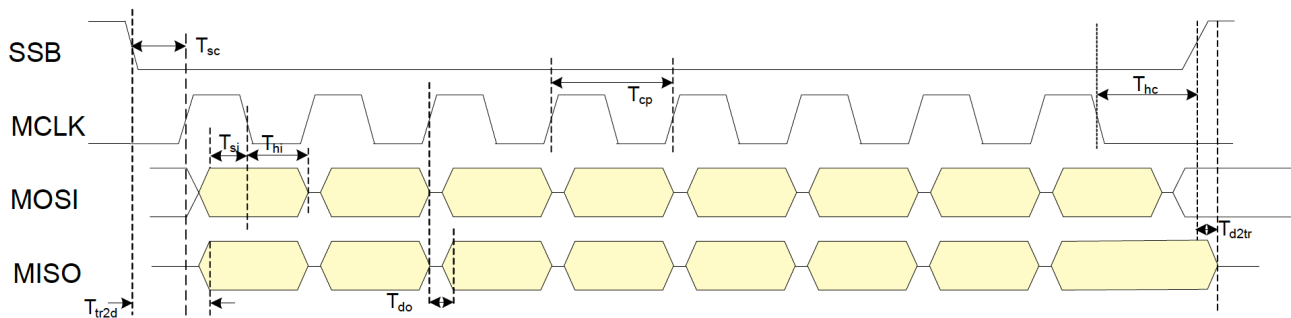 SSB
Tsc
Tcp
Thc
MCLK
Tsi
Thi
MOSI
Td2tr
MISO
Ttr2d
Tdo